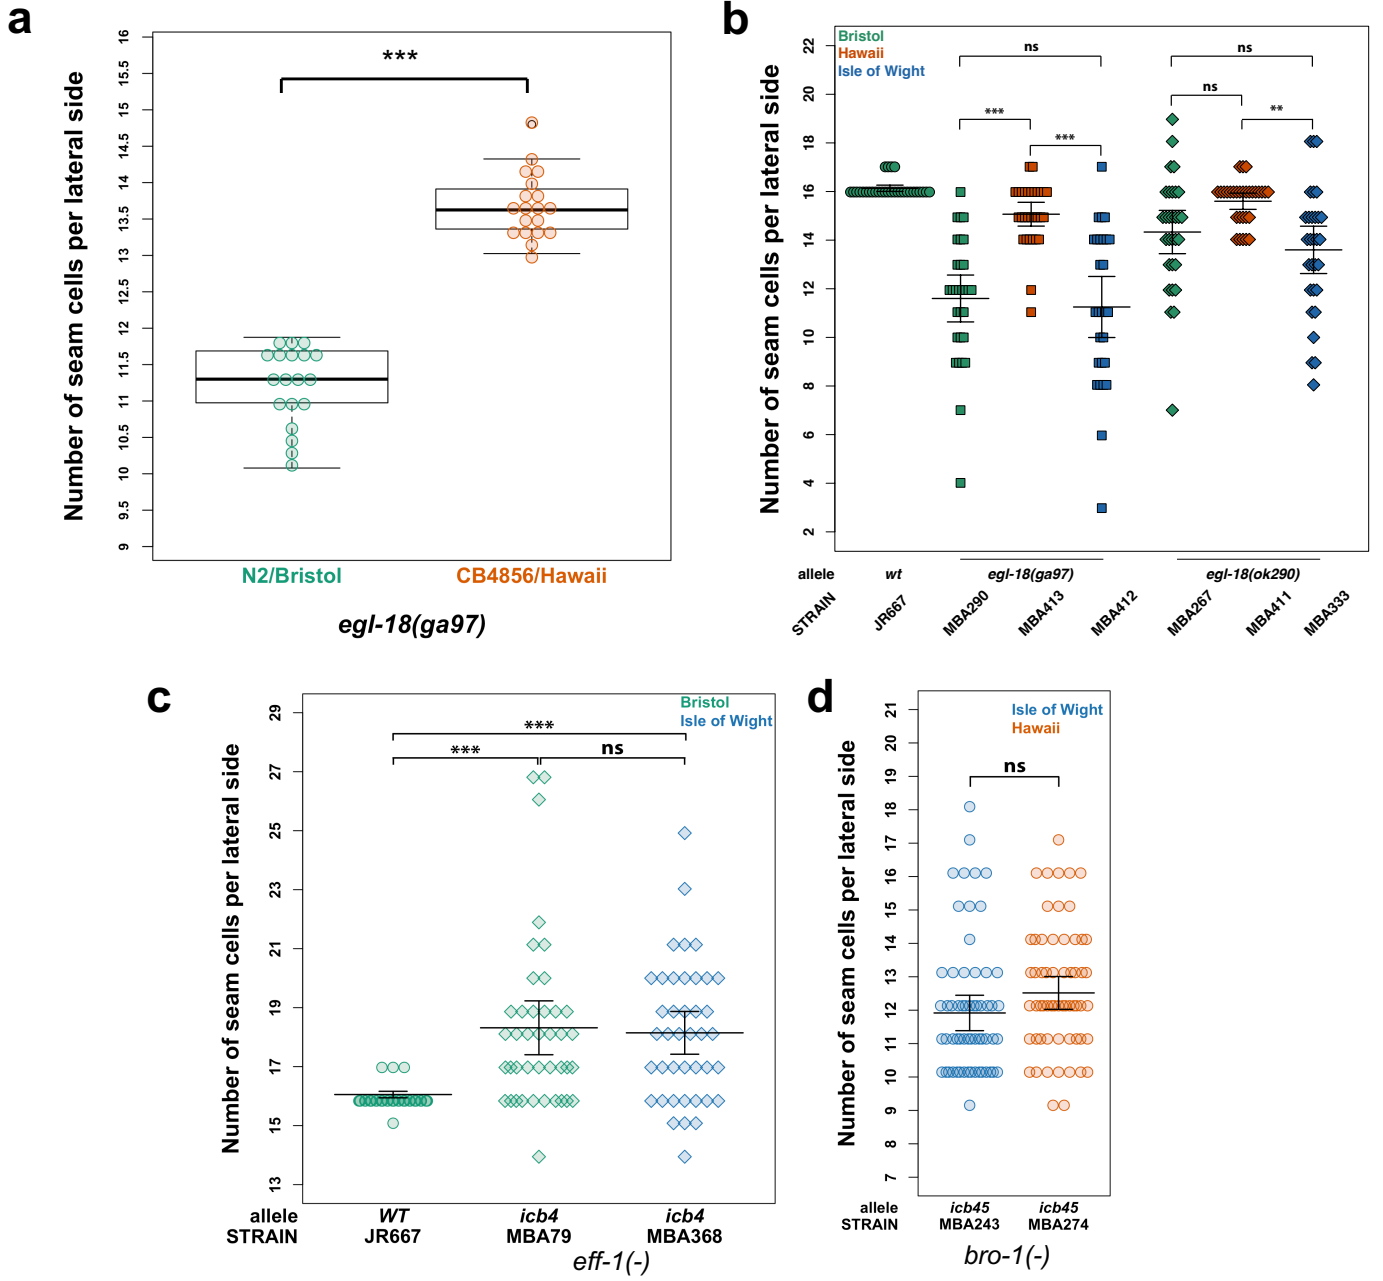 a
Number of seam cells per lateral side
16
15.5
15
14.5
14
13.5
13
12.5
12
11.5
11
10.5
10
9.5
9
***
N2/Bristol CB4856/Hawaii
egl-18(ga97)
b
Number of seam cells per lateral side
22
20
18
16
14
12
10
8
6
4
2
Bristol
Hawaii
Isle of Wight
ns ns
ns
*** **
***
allele wt egl-18(ga97) egl-18(ok290)
STRAIN JR667 MBA290 MBA413 MBA412 MBA267 MBA411 MBA333
c
Number of seam cells per lateral side
29
27
25
23
21
19
17
15
13
Bristol
Isle of Wight
***
*** ns
allele WT icb4 icb4
STRAIN JR667 MBA79 MBA368
eff-1(-)
d
Number of seam cells per lateral side
21
20
19
18
17
16
15
14
13
12
11
10
9
8
7
Isle of Wight
Hawaii
ns
allele icb45 icb45
STRAIN MBA243 MBA274
bro-1(-)